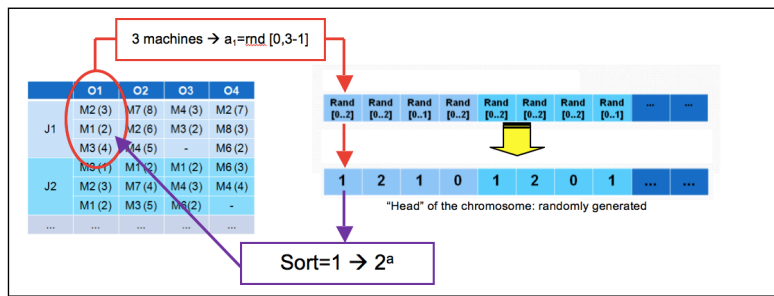 3 machines → a₁=rnd [0,3-1]
O1 O2 O3 O4
J1
M2 (3) M7 (8) M4 (3) M2 (7)
M1 (2) M2 (6) M3 (2) M8 (3)
M3 (4) M4 (5) - M6 (2)
J2
M3 (1) M1 (2) M1 (2) M6 (3)
M2 (3) M7 (4) M4 (3) M4 (4)
M1 (2) M3 (5) M6(2) -
... ... ... ... ...
Rand Rand Rand Rand Rand Rand Rand Rand ... ...
[0..2] [0..2] [0..1] [0..2] [0..2] [0..2] [0..2] [0..1]
1 2 1 0 1 2 0 1 ... ...
“Head” of the chromosome: randomly generated
Sort=1 → 2ª